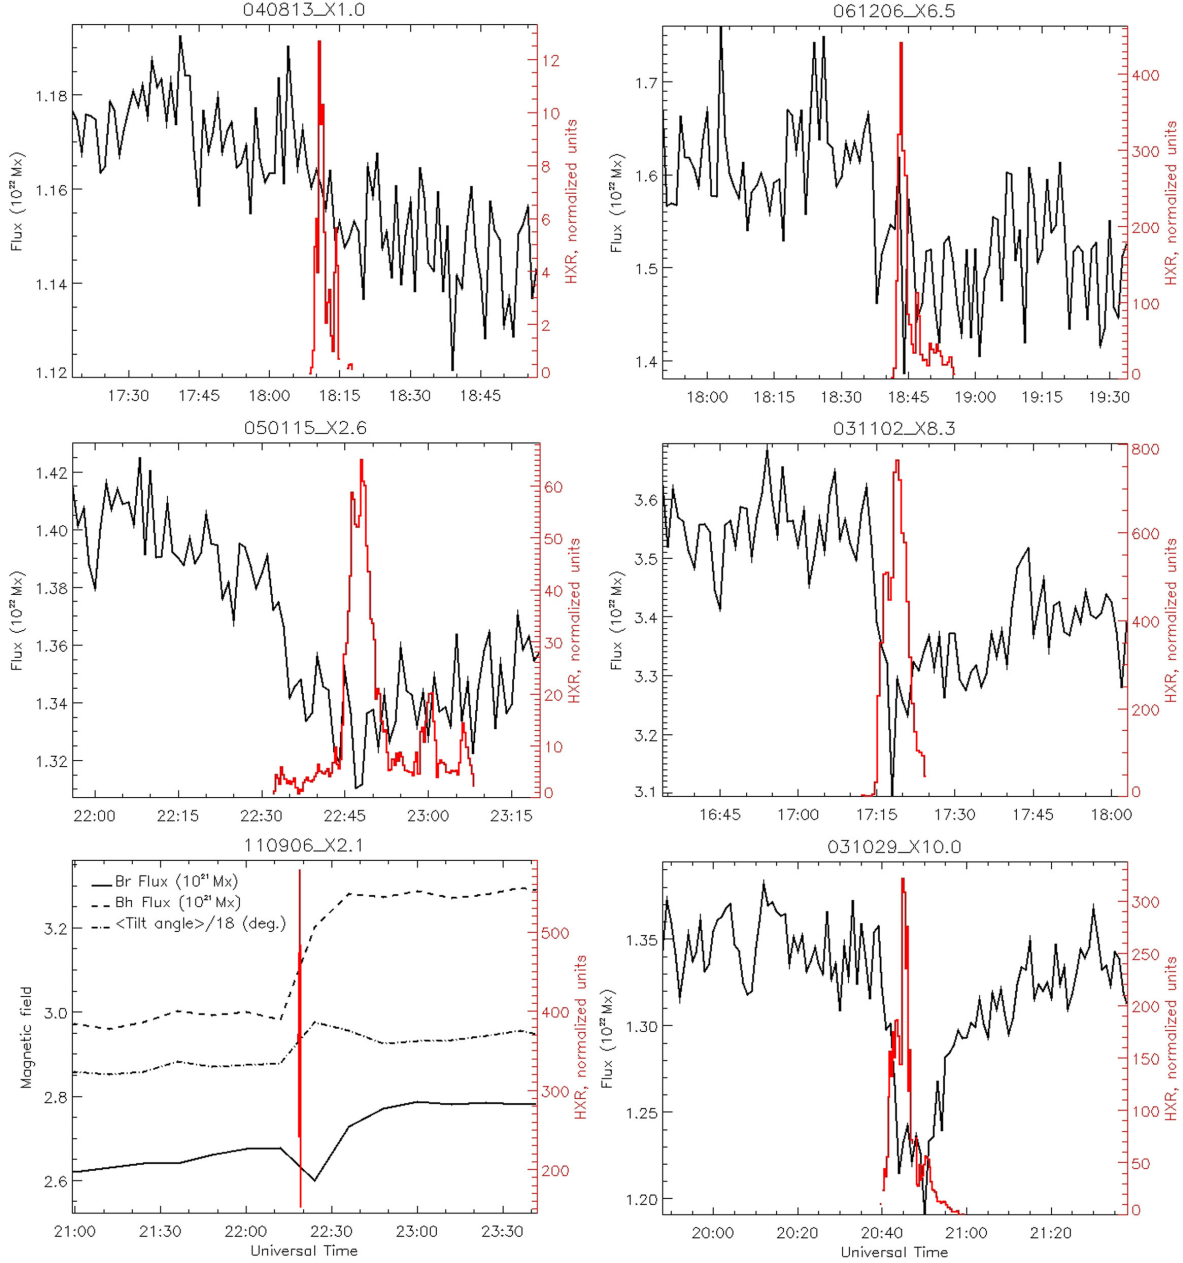 040813_X1.0
Flux (10²² Mx)
1.18
1.16
1.14
1.12
17:30 17:45 18:00 18:15 18:30 18:45
12
10
8
6
4
2
0
HXR, normalized units
061206_X6.5
Flux (10²² Mx)
1.7
1.6
1.5
1.4
18:00 18:15 18:30 18:45 19:00 19:15 19:30
400
300
200
100
0
HXR, normalized units
050115_X2.6
Flux (10²² Mx)
1.42
1.40
1.38
1.36
1.34
1.32
22:00 22:15 22:30 22:45 23:00 23:15
60
50
40
30
20
10
0
HXR, normalized units
031102_X8.3
Flux (10²² Mx)
3.6
3.5
3.4
3.3
3.2
3.1
16:45 17:00 17:15 17:30 17:45 18:00
800
600
400
200
0
HXR, normalized units
110906_X2.1
Br Flux (10²¹ Mx)
Bh Flux (10²¹ Mx)
<Tilt angle>/18 (deg.)
Magnetic field
3.2
3.0
2.8
2.6
21:00 21:30 22:00 22:30 23:00 23:30
Universal Time
500
400
300
200
HXR, normalized units
031029_X10.0
Flux (10²² Mx)
1.35
1.30
1.25
1.20
20:00 20:20 20:40 21:00 21:20
Universal Time
300
250
200
150
100
50
0
HXR, normalized units